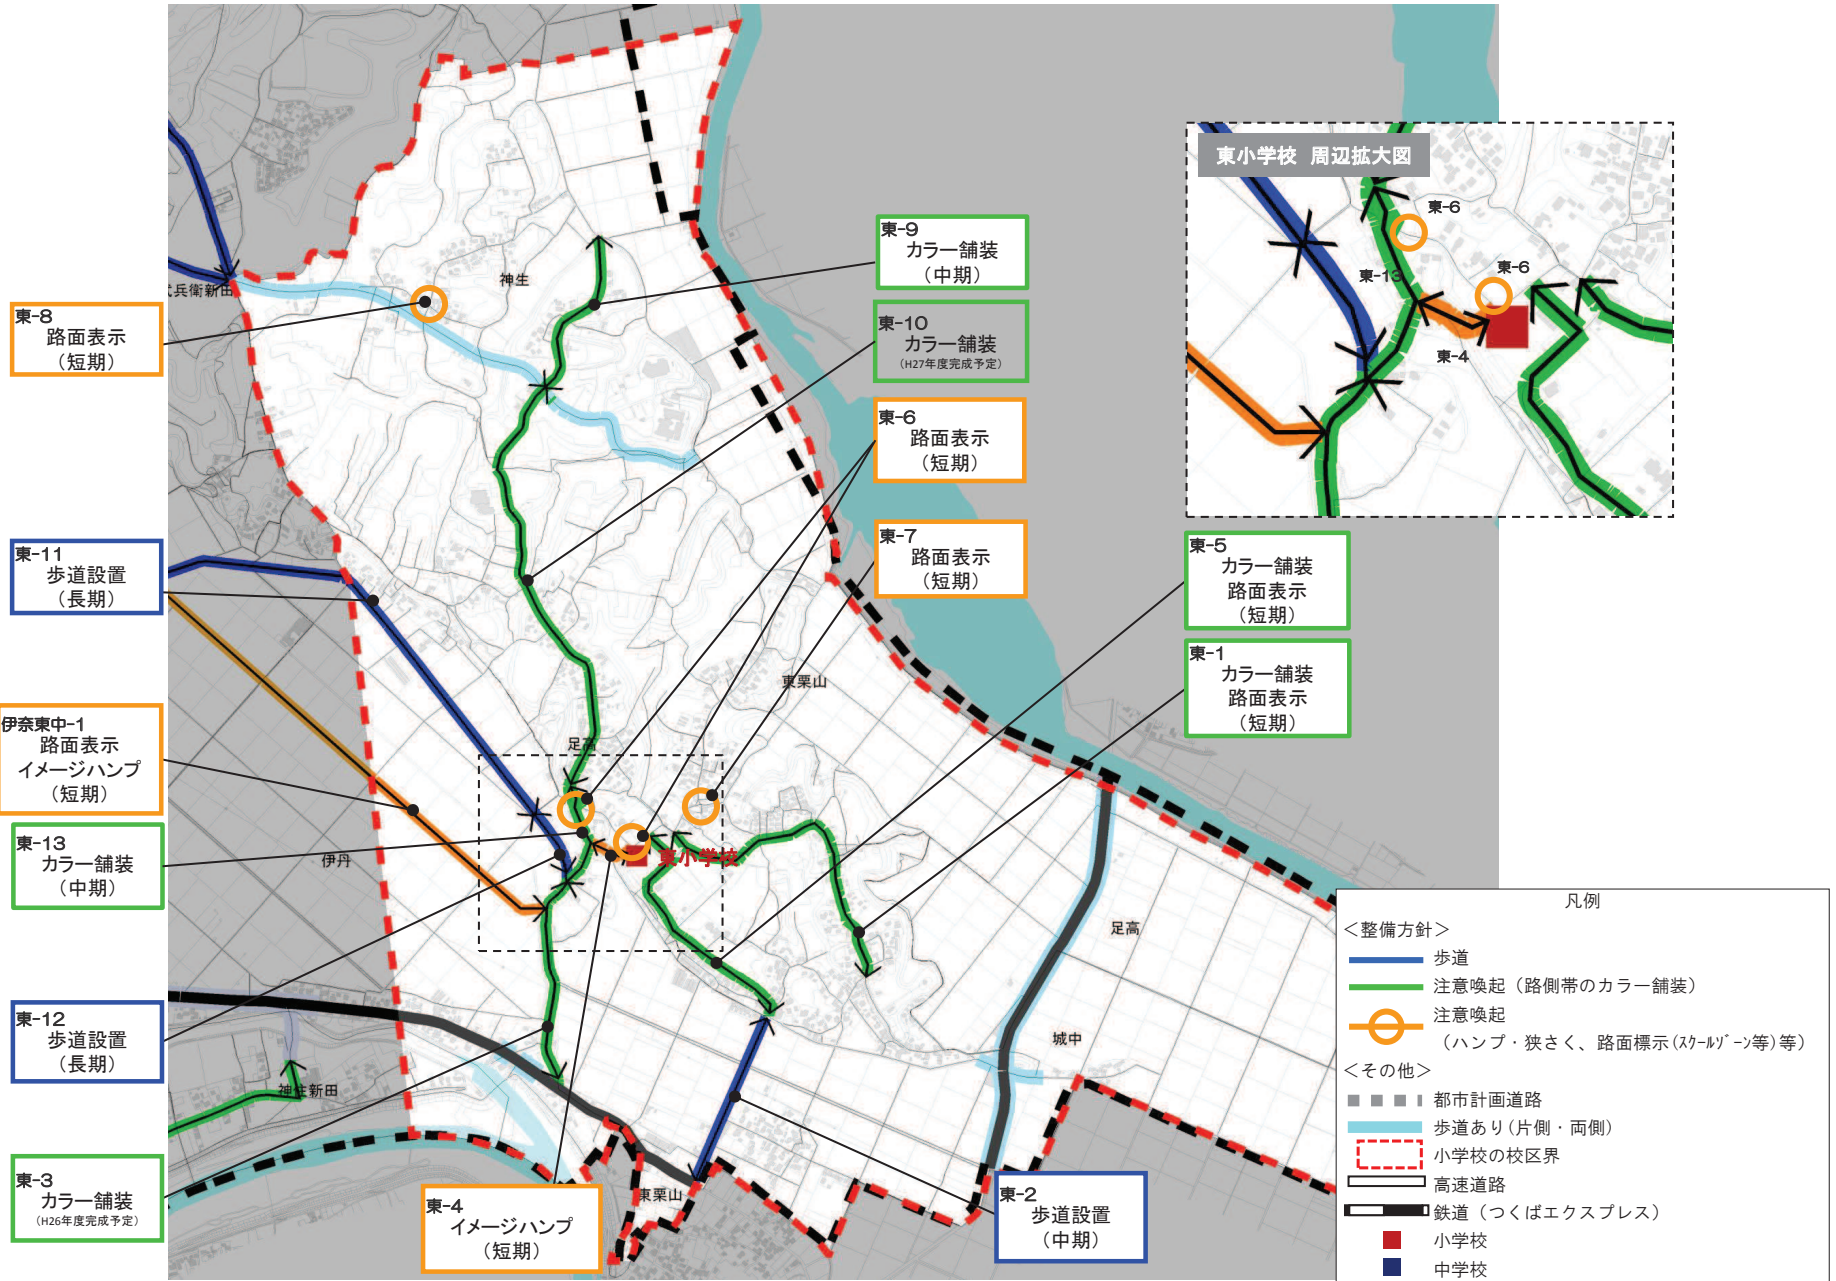 東小学校 周辺拡大図
東-6
東-6
東-13
東-4
東-9
カラー舗装
（中期）
東-10
カラー舗装
（H27年度完成予定）
東-6
路面表示
（短期）
東-7
路面表示
（短期）
東-5
カラー舗装
路面表示
（短期）
東-1
カラー舗装
路面表示
（短期）
東-8
路面表示
（短期）
東-11
歩道設置
（長期）
伊奈東中-1
路面表示
イメージハンプ
（短期）
東-13
カラー舗装
（中期）
東-12
歩道設置
（長期）
東-3
カラー舗装
（H26年度完成予定）
東-4
イメージハンプ
（短期）
東-2
歩道設置
（中期）
兵衛新田
神生
東栗山
足高
伊丹
東小学校
足高
城中
神住新田
東栗山
凡例
＜整備方針＞
歩道
注意喚起（路側帯のカラー舗装）
注意喚起
（ハンプ・狭さく、路面標示(ｽｸｰﾙｿﾞｰﾝ等)等）
＜その他＞
都市計画道路
歩道あり(片側・両側)
小学校の校区界
高速道路
鉄道（つくばエクスプレス）
小学校
中学校